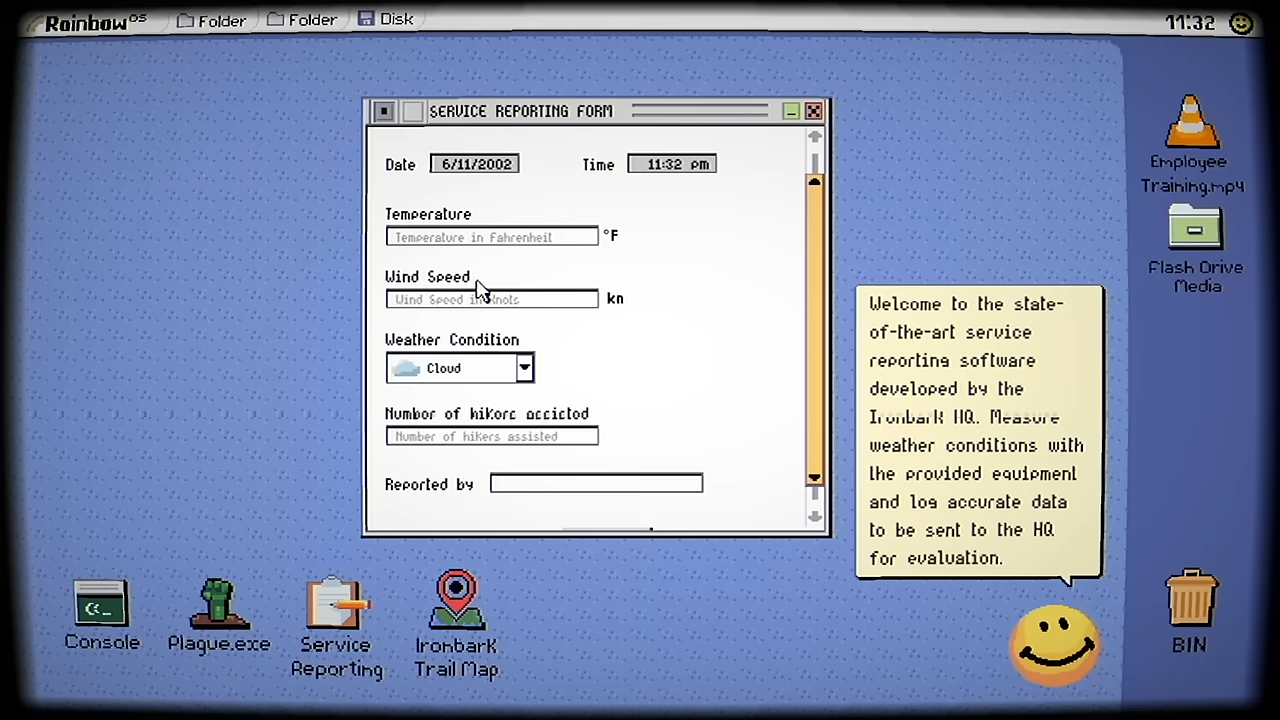 Rainbow OS
Folder
Folder
Disk
11:32
SERVICE REPORTING FORM
Date 6/11/2002 Time 11:32 pm
Temperature
Temperature in Fahrenheit °F
Wind Speed
Wind Speed in Knots kn
Weather Condition
Cloud
Number of hikers assisted
Number of hikers assisted
Reported by
Employee
Training.mp4
Flash Drive
Media
Welcome to the state-
of-the-art service
reporting software
developed by the
Ironbark HQ. Measure
weather conditions with
the provided equipment
and log accurate data
to be sent to the HQ
for evaluation.
Console
Plague.exe
Service
Reporting
Ironbark
Trail Map
BIN